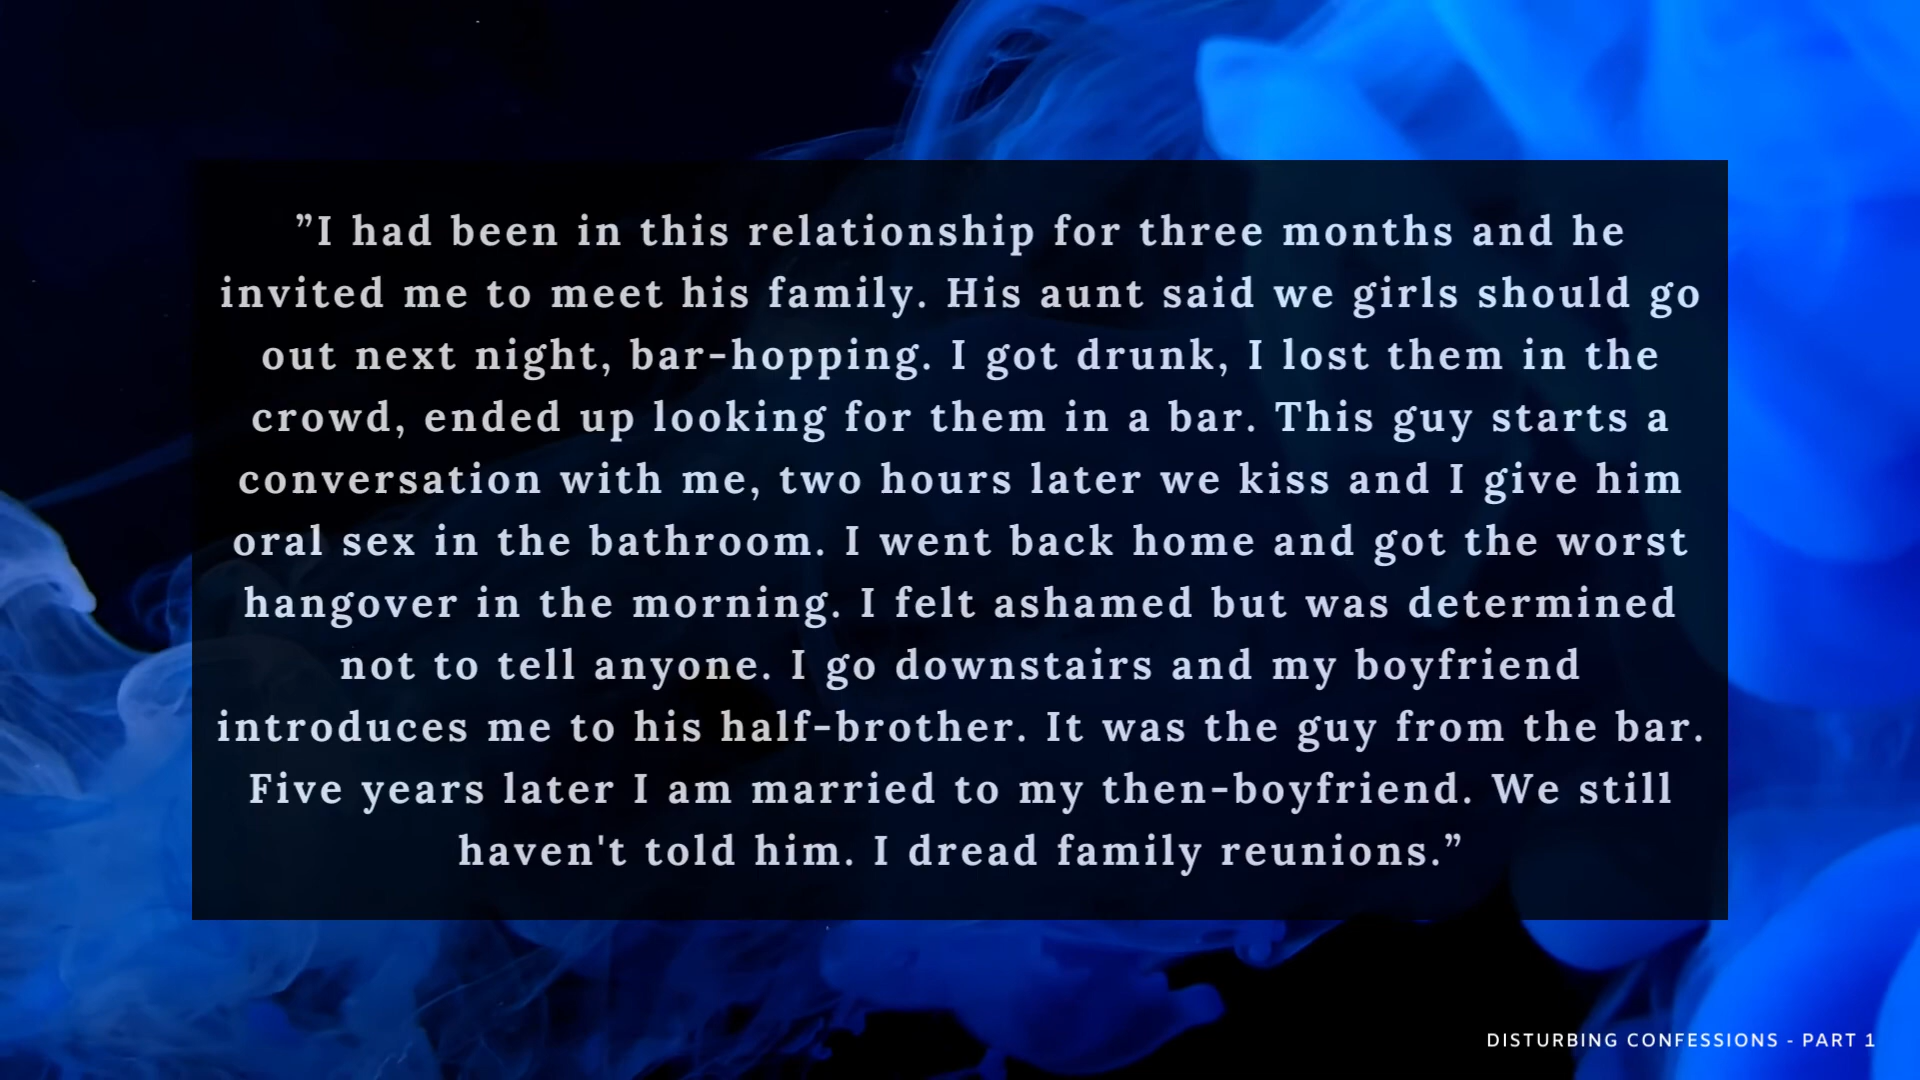 ”I had been in this relationship for three months and he
invited me to meet his family. His aunt said we girls should go
out next night, bar-hopping. I got drunk, I lost them in the
crowd, ended up looking for them in a bar. This guy starts a
conversation with me, two hours later we kiss and I give him
oral sex in the bathroom. I went back home and got the worst
hangover in the morning. I felt ashamed but was determined
not to tell anyone. I go downstairs and my boyfriend
introduces me to his half-brother. It was the guy from the bar.
Five years later I am married to my then-boyfriend. We still
haven't told him. I dread family reunions.”
DISTURBING CONFESSIONS - PART 1